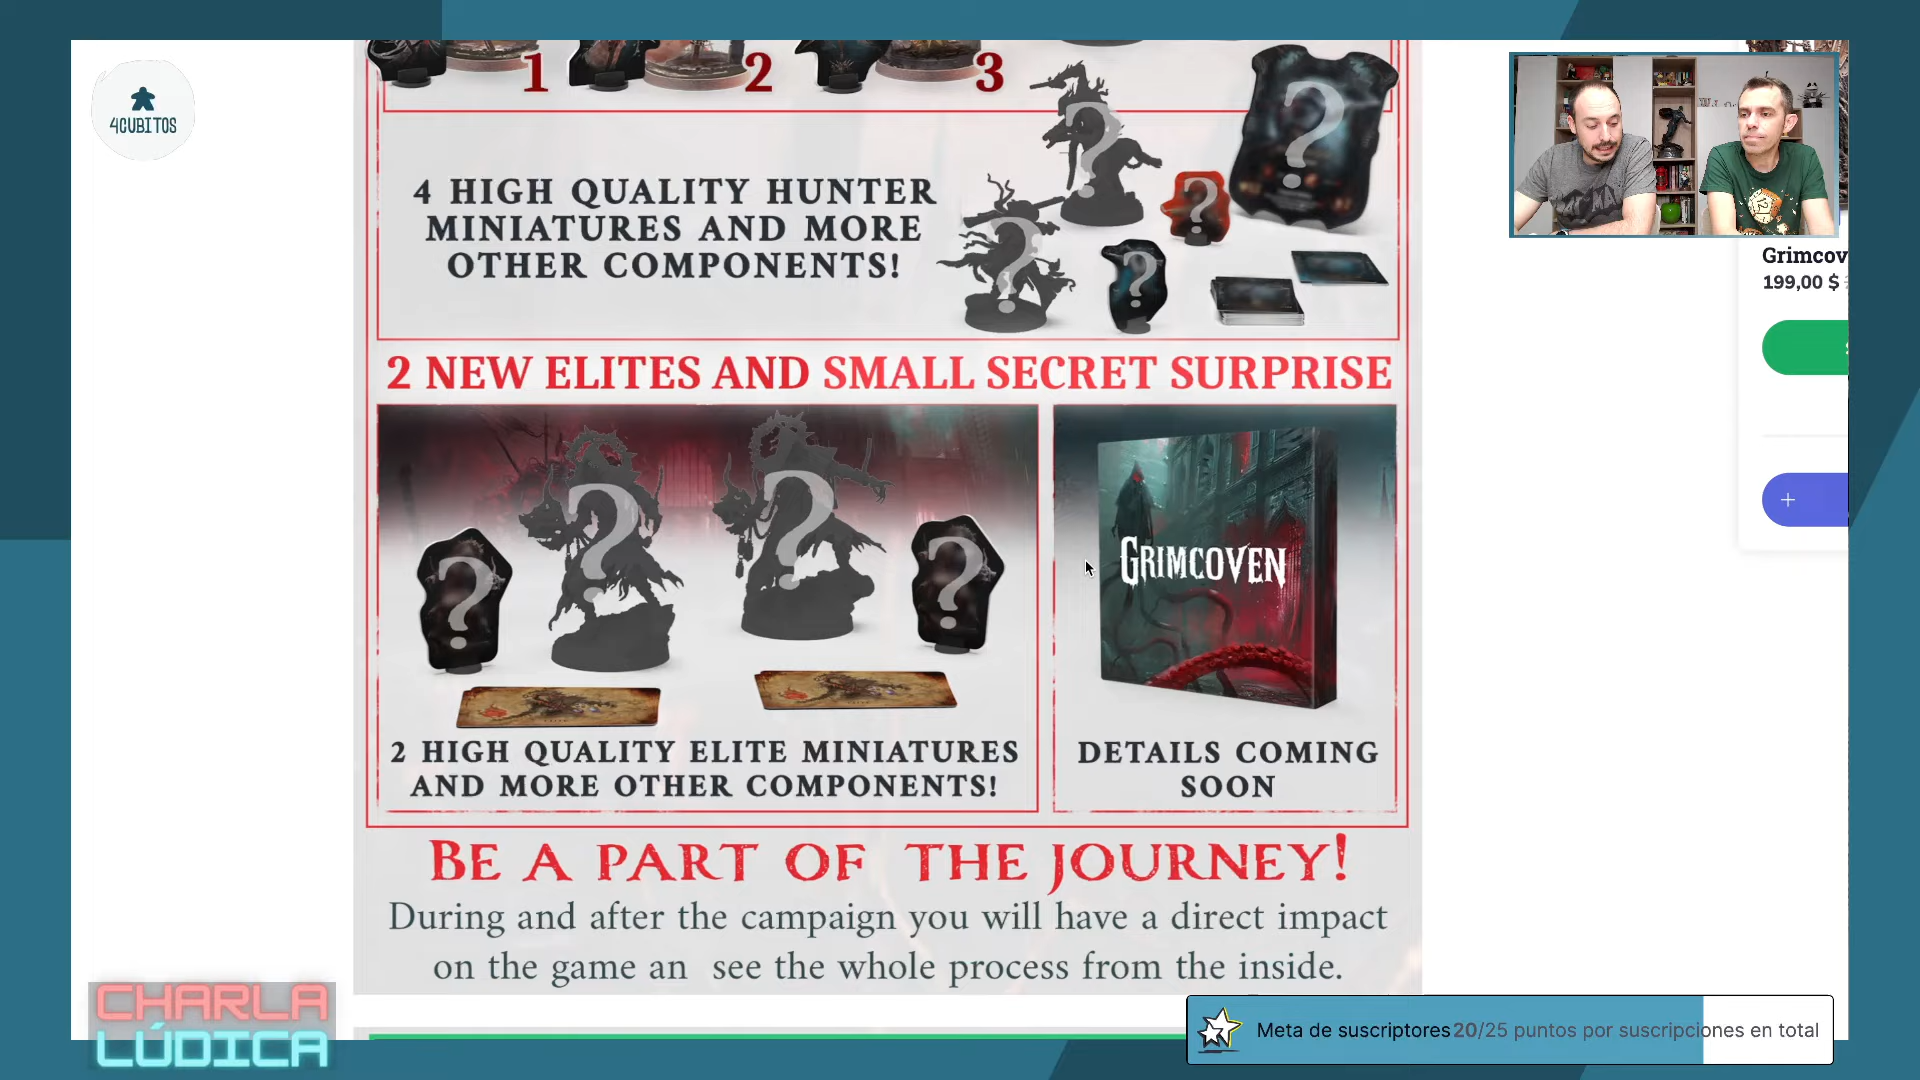 4CUBITOS
1
2
3
4 HIGH QUALITY HUNTER
MINIATURES AND MORE
OTHER COMPONENTS!
?
?
?
?
?
2 NEW ELITES AND SMALL SECRET SURPRISE
?
?
?
?
GRIMCOVEN
2 HIGH QUALITY ELITE MINIATURES
AND MORE OTHER COMPONENTS!
DETAILS COMING
SOON
BE A PART OF THE JOURNEY!
During and after the campaign you will have a direct impact
on the game an see the whole process from the inside.
Grimcov
199,00 $
+
CHARLA
LÚDICA
Meta de suscriptores 20/25 puntos por suscripciones en total